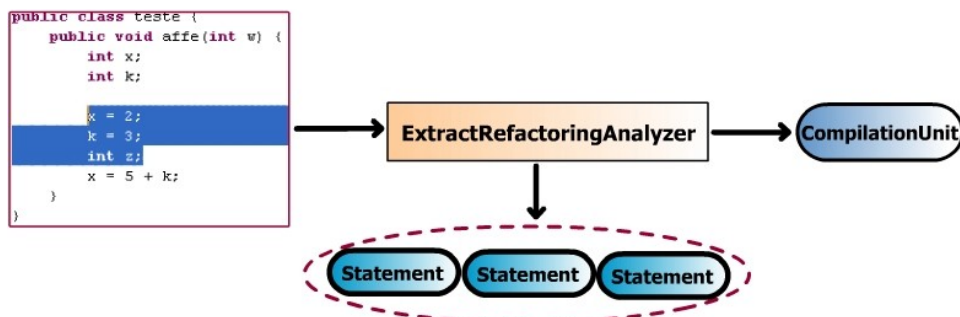 public class teste {
    public void affe(int w) {
        int x;
        int k;

        x = 2;
        k = 3;
        int z;
        x = 5 + k;
    }
}
ExtractRefactoringAnalyzer
CompilationUnit
Statement
Statement
Statement